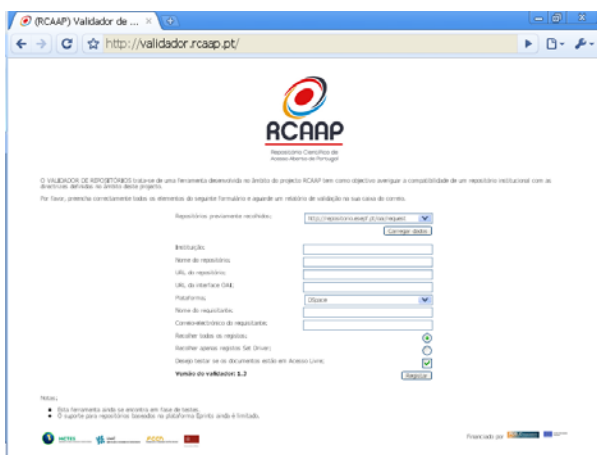 (RCAAP) Validador de ...
http://validador.rcaap.pt/
RCAAP
Repositório Científico de
Acesso Aberto de Portugal
O VALIDADOR DE REPOSITÓRIOS trata-se de uma ferramenta desenvolvida no âmbito do projecto RCAAP tem como objectivo averiguar a compatibilidade de um repositório institucional com as
directrizes definidas no âmbito deste projecto.
Por favor, preencha correctamente todos os elementos do seguinte formulário e aguarde um relatório de validação na sua caixa do correio.
Repositórios previamente recolhidos:
Carregar dados
Instituição:
Nome do repositório:
URL do repositório:
URL do interface OAI:
Plataforma:
DSpace
Nome do requisitante:
Correio-electrónico do requisitante:
Recolher todos os registos:
Recolher apenas registos Set Driver:
Desejo testar se os documentos estão em Acesso Livre:
Versão do validador: 1.2
Registar
Notas:
Esta ferramenta ainda se encontra em fase de testes.
O suporte para repositórios baseados na plataforma Eprints ainda é limitado.
MCTES
FCCN
Financiado por